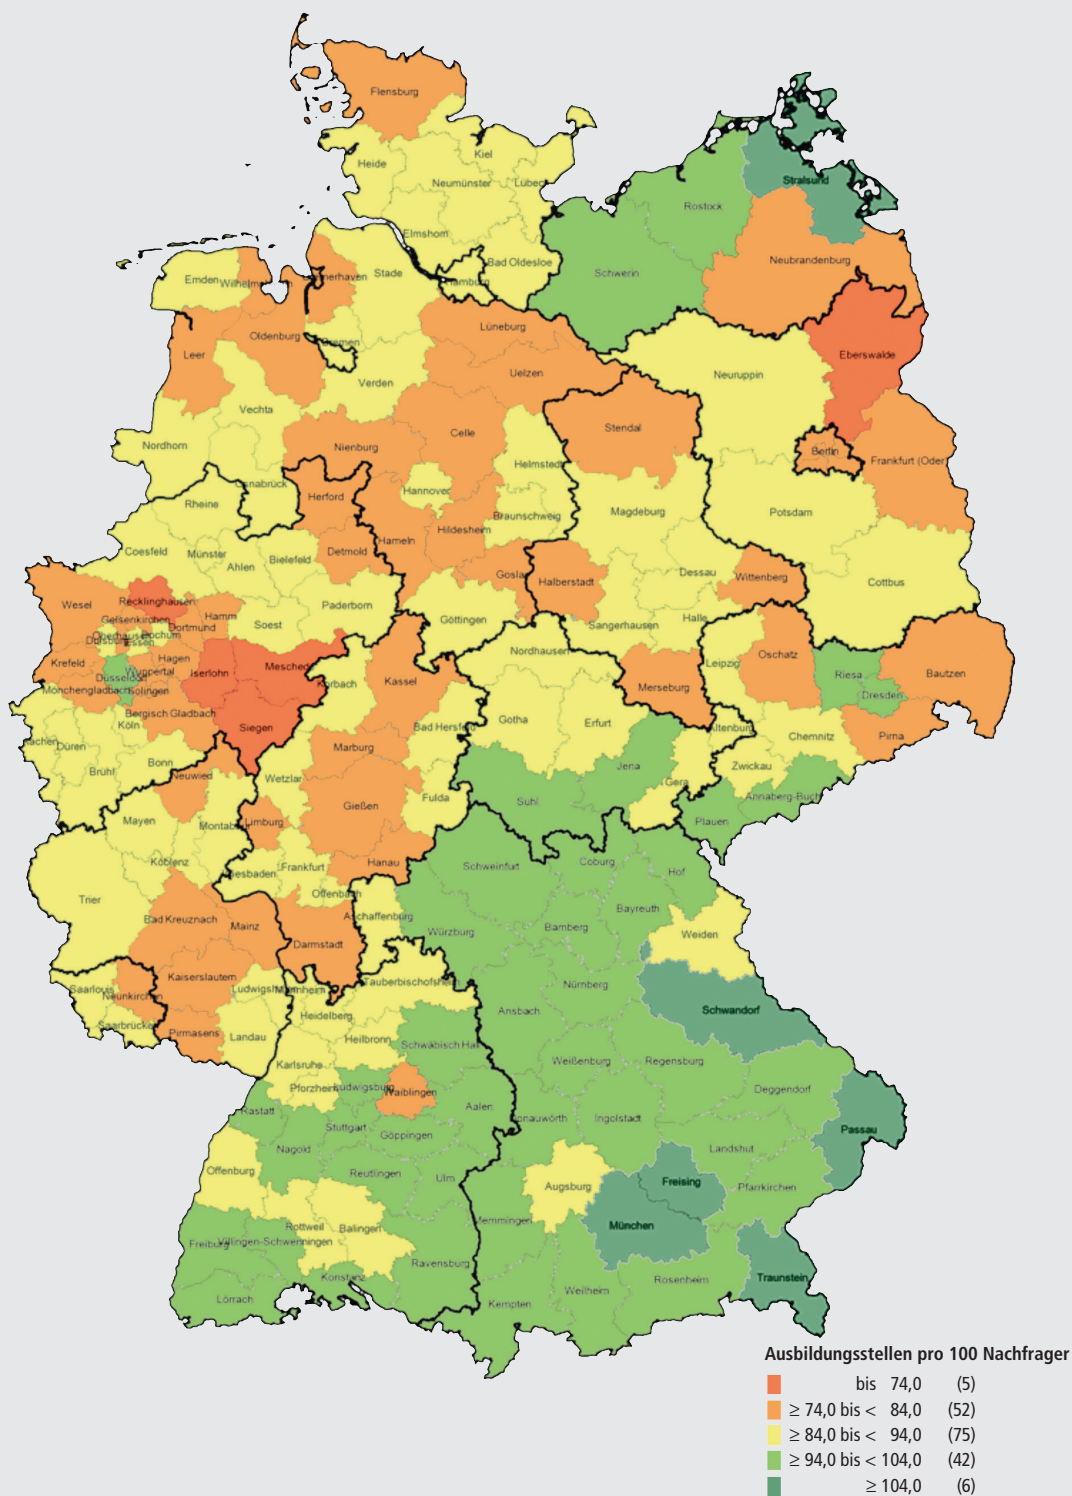 Flensburg
Kiel
Heide
Neumünster
Lübeck
Stralsund
Rostock
Elmshorn
Neubrandenburg
Bad Oldesloe
Schwerin
Stade
Emden
Hamburg
Lüneburg
Oldenburg
Bremen
Leer
Eberswalde
Uelzen
Neuruppin
Verden
Vechta
Stendal
Celle
Nordhorn
Nienburg
Berlin
Frankfurt (Oder
Helmstedt
Osnabrück
Hannover
Herford
Rheine
Magdeburg
Potsdam
Braunschweig
Hildesheim
Hameln
Coesfeld
Münster
Bielefeld
Detmold
Ahlen
Goslar
Halberstadt
Dessau
Wittenberg
Cottbus
Recklinghausen
Wesel
Paderborn
Gelsenkirchen
Hamm
Göttingen
Halle
Soest
Dortmund
Sangerhausen
Oberhausen
Bochum
Duisburg
Essen
Nordhausen
Hagen
Oschatz
Krefeld
Leipzig
Meschede
Wuppertal
Iserlohn
Riesa
Bautzen
Düsseldorf
Kassel
Korbach
Merseburg
Mönchengladbach
Solingen
Dresden
Bergisch Gladbach
Gotha
Erfurt
Köln
Siegen
Bad Hersfeld
Altenburg
Chemnitz
Pirna
Aachen
Düren
Marburg
Bonn
Jena
Zwickau
Brühl
Neuwied
Wetzlar
Gera
Annaberg-Buch
Fulda
Suhl
Gießen
Mayen
Montabaur
Limburg
Plauen
Koblenz
Hanau
Coburg
Schweinfurt
Frankfurt
Wiesbaden
Hof
Offenbach
Trier
Bayreuth
Aschaffenburg
Bad Kreuznach
Mainz
Bamberg
Würzburg
Weiden
Darmstadt
Kaiserslautern
Tauberbischofsheim
Nürnberg
Saarlouis
Ludwigshafen
Mannheim
Neunkirchen
Schwandorf
Ansbach
Heidelberg
Saarbrücken
Pirmasens
Landau
Heilbronn
Schwäbisch Hall
Weißenburg
Regensburg
Karlsruhe
Pforzheim
Ludwigsburg
Waiblingen
Deggendorf
Rastatt
Aalen
Donauwörth
Ingolstadt
Stuttgart
Göppingen
Passau
Nagold
Landshut
Offenburg
Reutlingen
Ulm
Freising
Augsburg
Pfarrkirchen
Memmingen
München
Rottweil
Balingen
Freiburg
Villingen-Schwenningen
Ravensburg
Konstanz
Rosenheim
Traunstein
Weilheim
Lörrach
Kempten
Ausbildungsstellen pro 100 Nachfrager
bis 74,0 (5)
≥ 74,0 bis < 84,0 (52)
≥ 84,0 bis < 94,0 (75)
≥ 94,0 bis < 104,0 (42)
≥ 104,0 (6)